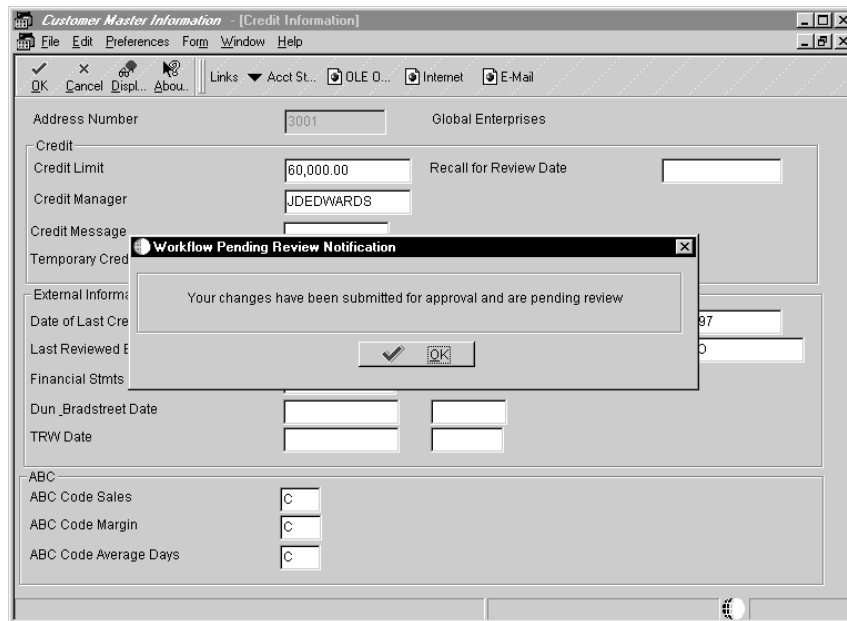 Customer Master Information - [Credit Information]
File Edit Preferences Form Window Help
OK Cancel Displ... Abou.. Links Acct St... OLE O... Internet E-Mail
Address Number 3001 Global Enterprises
Credit
Credit Limit 60,000.00 Recall for Review Date
Credit Manager JDEDWARDS
Credit Message
Temporary Cred
Workflow Pending Review Notification
Your changes have been submitted for approval and are pending review
OK
External Informa
Date of Last Cre 97
Last Reviewed B O
Financial Stmts
Dun_Bradstreet Date
TRW Date
ABC
ABC Code Sales C
ABC Code Margin C
ABC Code Average Days C